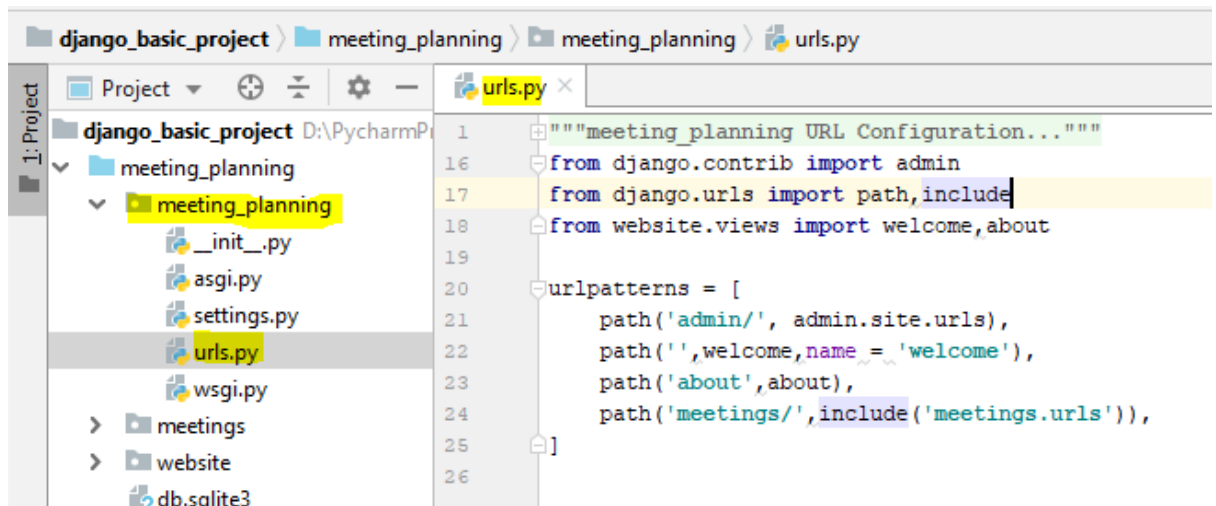 django_basic_project meeting_planning meeting_planning urls.py
1: Project
Project
django_basic_project D:\PycharmPr
meeting_planning
meeting_planning
__init__.py
asgi.py
settings.py
urls.py
wsgi.py
meetings
website
db.sqlite3
urls.py
1 """meeting_planning URL Configuration..."""
16 from django.contrib import admin
17 from django.urls import path,include
18 from website.views import welcome,about
19
20 urlpatterns = [
21 path('admin/', admin.site.urls),
22 path('',welcome,name = 'welcome'),
23 path('about',about),
24 path('meetings/',include('meetings.urls')),
25 ]
26